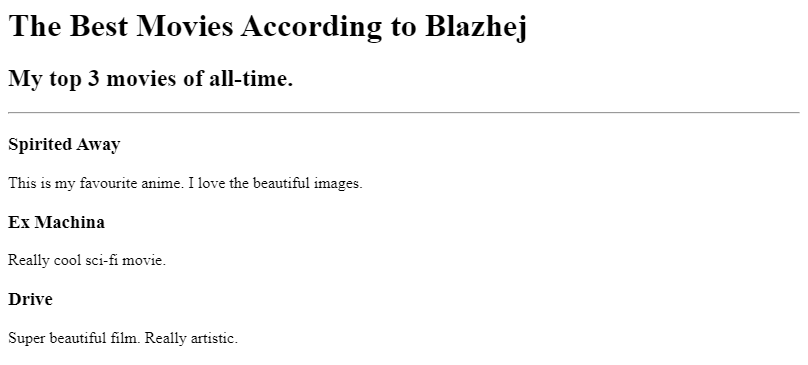 The Best Movies According to Blazhej
My top 3 movies of all-time.
Spirited Away
This is my favourite anime. I love the beautiful images.
Ex Machina
Really cool sci-fi movie.
Drive
Super beautiful film. Really artistic.